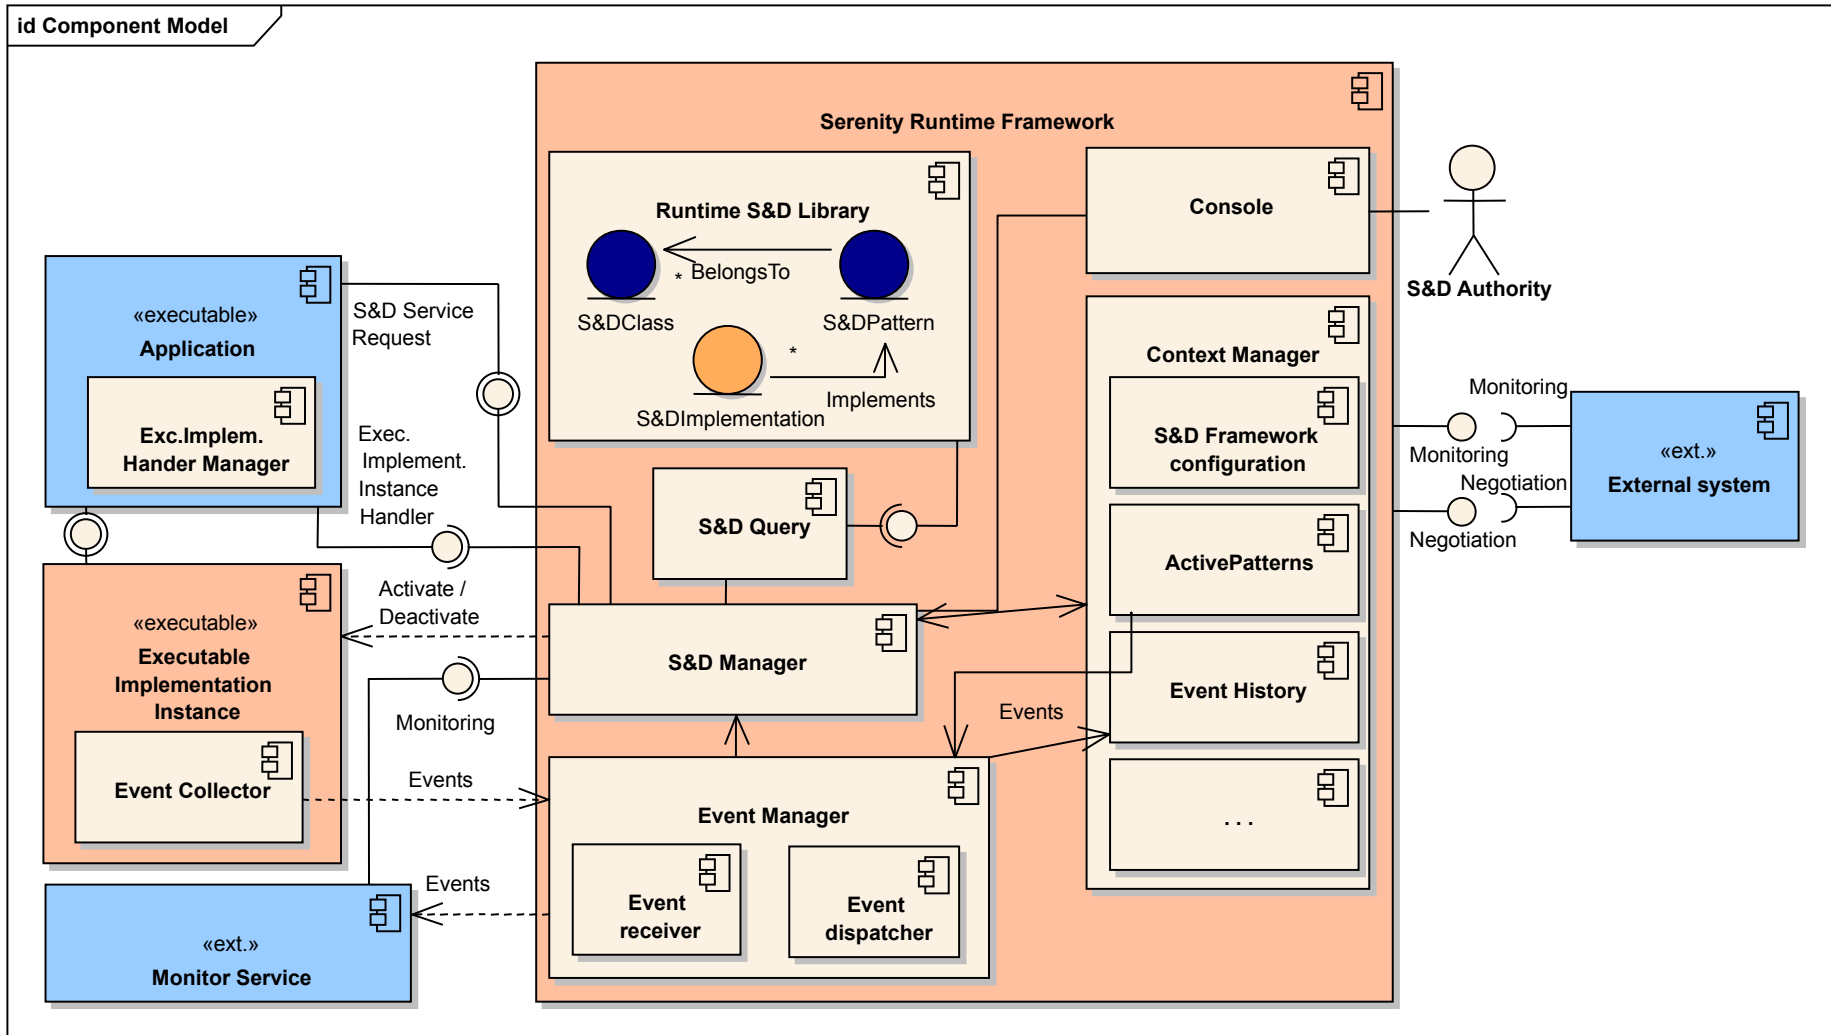 id Component Model
Serenity Runtime Framework
Runtime S&D Library
* BelongsTo
S&DClass
S&DPattern
*
Implements
S&DImplementation
Console
S&D Authority
«executable»
Application
Exc.Implem.
Hander Manager
S&D Service
Request
Exec.
Implement.
Instance
Handler
Context Manager
S&D Framework
configuration
ActivePatterns
Event History
. . .
Monitoring
Monitoring
Negotiation
Negotiation
«ext.»
External system
S&D Query
Activate /
Deactivate
S&D Manager
«executable»
Executable
Implementation
Instance
Event Collector
Monitoring
Events
Events
Event Manager
Event
receiver
Event
dispatcher
Events
«ext.»
Monitor Service